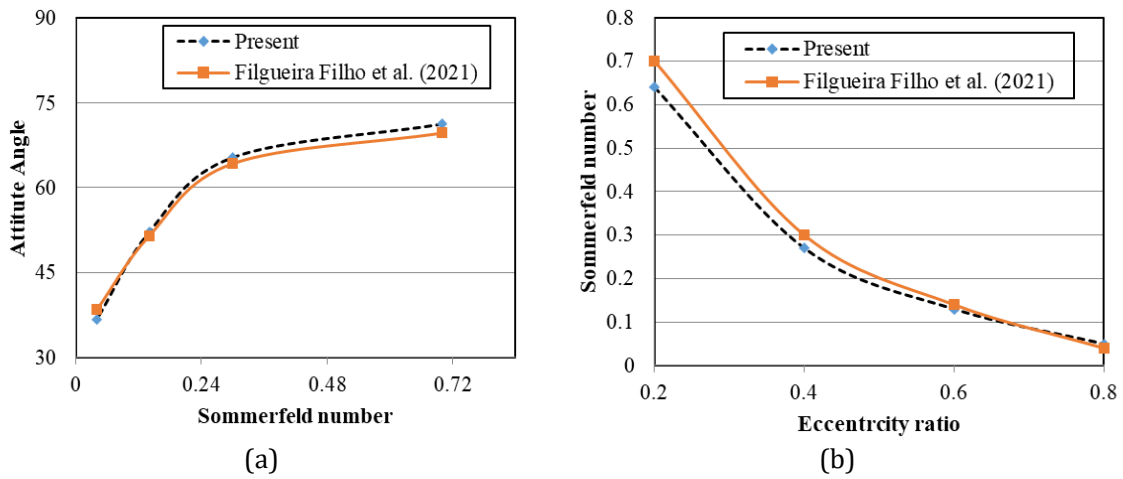 90
75
60
45
30
Attitute Angle
Present
Filgueira Filho et al. (2021)
0
0.24
0.48
0.72
Sommerfeld number
(a)
0.8
0.7
0.6
0.5
0.4
0.3
0.2
0.1
0
Sommerfeld number
Present
Filgueira Filho et al. (2021)
0.2
0.4
0.6
0.8
Eccentrcity ratio
(b)